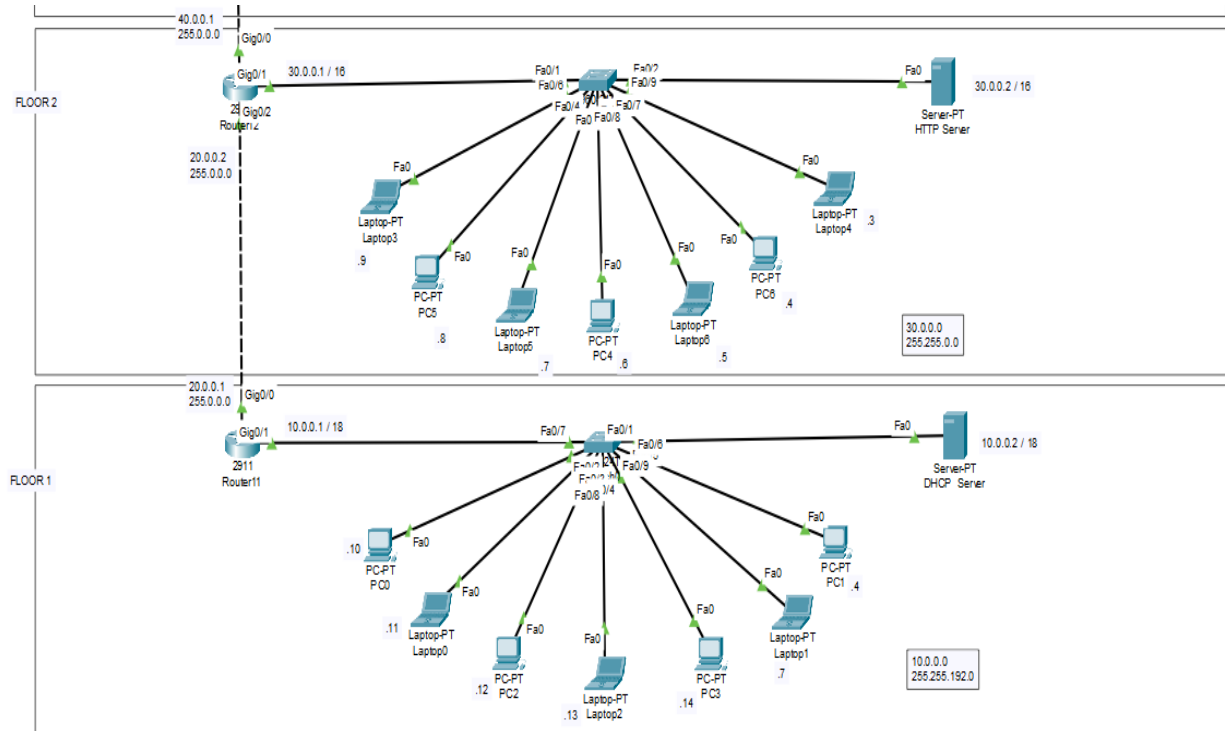 40.0.0.1
255.0.0.0
Gig0/0
Gig0/1
30.0.0.1 / 16
Fa0/1
Fa0/6
Fa0/2
Fa0/9
Fa0
30.0.0.2 / 16
FLOOR 2
Gig0/2
Router12
Fa0/4
Fa0/7
Fa0
Fa0/8
Server-PT
HTTP Server
20.0.0.2
255.0.0.0
Fa0
Laptop-PT
Laptop3
.9
Fa0
PC-PT
PC5
.8
Fa0
Laptop-PT
Laptop5
.7
Fa0
PC-PT
PC4
.6
Fa0
Laptop-PT
Laptop6
.5
Fa0
PC-PT
PC6
.4
Fa0
Laptop-PT
Laptop4
.3
30.0.0.0
255.255.0.0
20.0.0.1
255.0.0.0
Gig0/0
Gig0/1
10.0.0.1 / 18
Fa0/7
Fa0/1
Fa0/6
Fa0
10.0.0.2 / 18
FLOOR 1
2911
Router11
Fa0/9
Fa0/8
Server-PT
DHCP Server
.10
Fa0
PC-PT
PC0
Fa0
.11
Laptop-PT
Laptop0
Fa0
PC-PT
PC2
.12
Fa0
Laptop-PT
Laptop2
.13
Fa0
PC-PT
PC3
.14
Fa0
Laptop-PT
Laptop1
.7
Fa0
PC-PT
PC1
.4
10.0.0.0
255.255.192.0